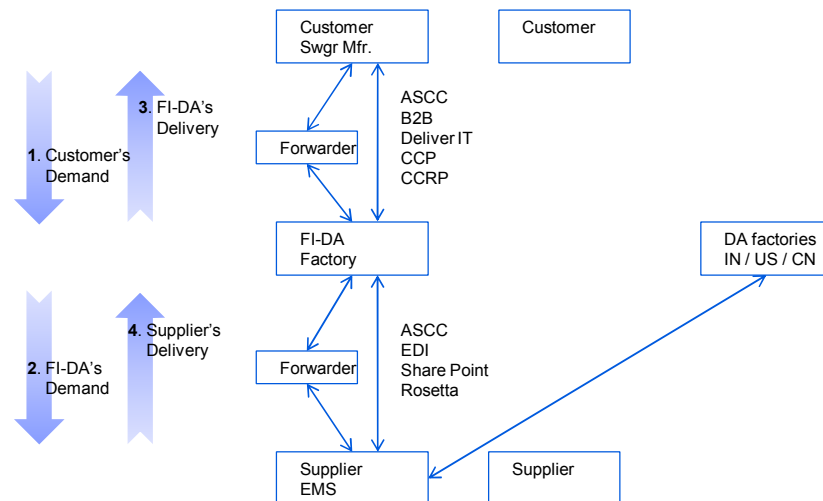 Customer
Swgr Mfr.
Customer
3. FI-DA's
Delivery
1. Customer's
Demand
ASCC
B2B
Deliver IT
CCP
CCRP
Forwarder
FI-DA
Factory
DA factories
IN / US / CN
4. Supplier's
Delivery
2. FI-DA's
Demand
ASCC
EDI
Share Point
Rosetta
Forwarder
Supplier
EMS
Supplier